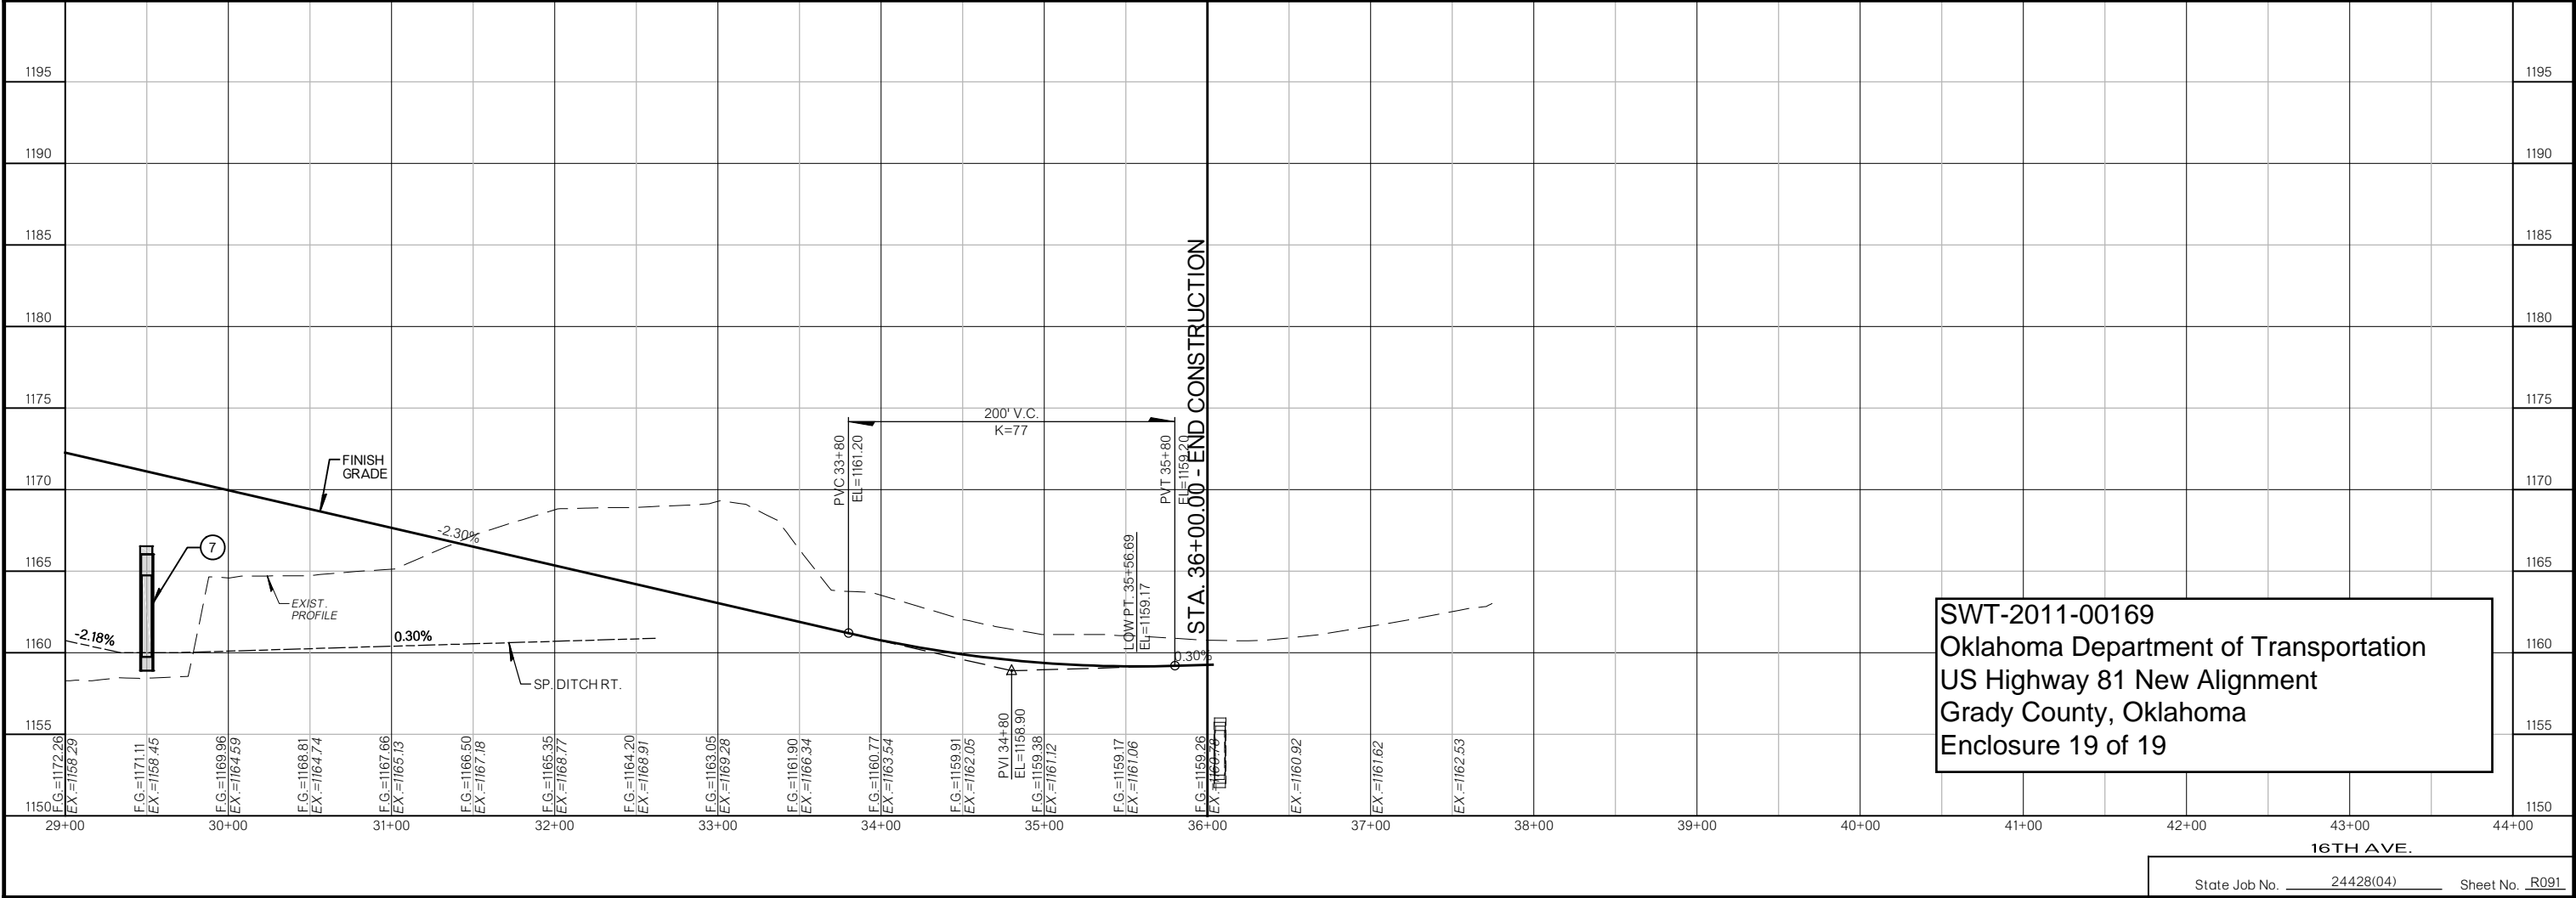 1195
1195
1190
1190
1185
1185
1180
1180
1175
1175
1170
1170
1165
1165
1160
1160
1155
1155
1150
1150
STA. 36+00.00 - END CONSTRUCTION
200' V.C.
K=77
PVC 33+80
EL=1161.20
PVT 35+80
EL=1159.20
LOW PT. 35+56.69
EL=1159.17
PVI 34+80
EL=1158.90
FINISH
GRADE
-2.30%
7
EXIST.
PROFILE
-2.18%
0.30%
0.30%
SP. DITCH RT.
F.G.=1172.26
EX.=1158.29
F.G.=1171.11
EX.=1158.45
F.G.=1169.96
EX.=1164.59
F.G.=1168.81
EX.=1164.74
F.G.=1167.66
EX.=1165.13
F.G.=1166.50
EX.=1167.18
F.G.=1165.35
EX.=1168.77
F.G.=1164.20
EX.=1168.91
F.G.=1163.05
EX.=1169.28
F.G.=1161.90
EX.=1166.34
F.G.=1160.77
EX.=1163.54
F.G.=1159.91
EX.=1162.05
F.G.=1159.38
EX.=1161.12
F.G.=1159.17
EX.=1161.06
F.G.=1159.26
EX.=1160.78
EX.=1160.92
EX.=1161.62
EX.=1162.53
29+00
30+00
31+00
32+00
33+00
34+00
35+00
36+00
37+00
38+00
39+00
40+00
41+00
42+00
43+00
44+00
SWT-2011-00169
Oklahoma Department of Transportation
US Highway 81 New Alignment
Grady County, Oklahoma
Enclosure 19 of 19
16TH AVE.
State Job No. 24428(04) Sheet No. R091